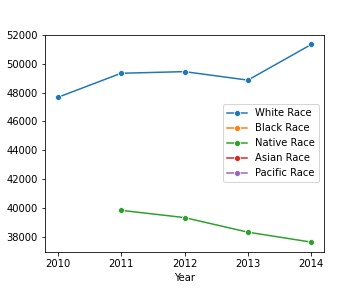 52000
50000
48000
46000
44000
42000
40000
38000
White Race
Black Race
Native Race
Asian Race
Pacific Race
2010 2011 2012 2013 2014
Year